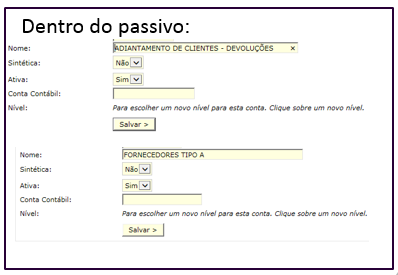 Dentro do passivo:
Nome: ADIANTAMENTO DE CLIENTES - DEVOLUÇÕES ×
Sintética: Não
Ativa: Sim
Conta Contábil:
Nível: Para escolher um novo nível para esta conta. Clique sobre um novo nível.
Salvar >
Nome: FORNECEDORES TIPO A
Sintética: Não
Ativa: Sim
Conta Contábil:
Nível: Para escolher um novo nível para esta conta. Clique sobre um novo nível.
Salvar >